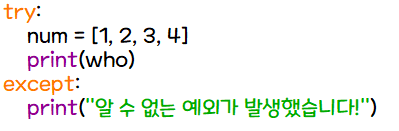 try:
    num = [1, 2, 3, 4]
    print(who)
except:
    print("알 수 없는 예외가 발생했습니다!")